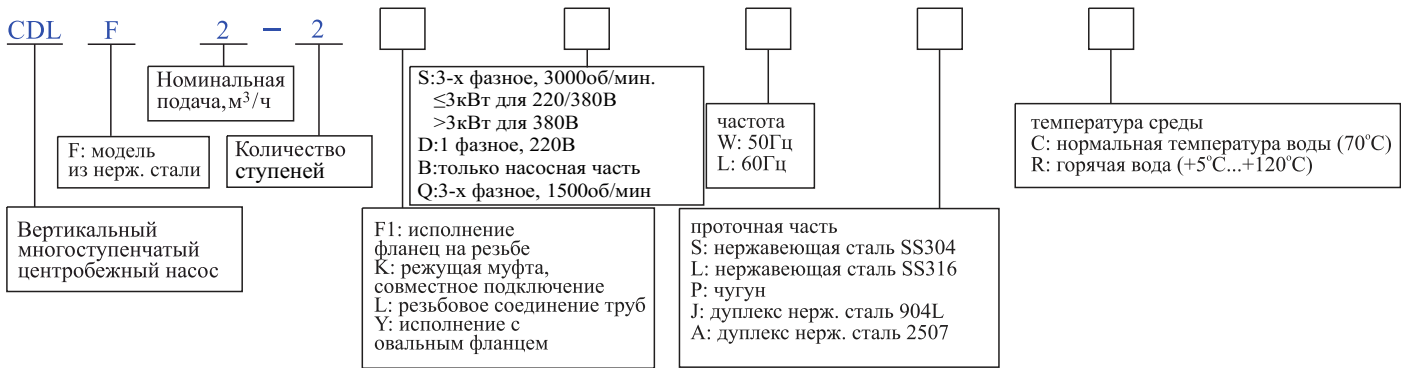 CDL F 2 – 2
Номинальная
подача, м³/ч
F: модель
из нерж. стали
Количество
ступеней
Вертикальный
многоступенчатый
центробежный насос
S:3-х фазное, 3000об/мин.
≤3кВт для 220/380В
>3кВт для 380В
D:1 фазное, 220В
B:только насосная часть
Q:3-х фазное, 1500об/мин
F1: исполнение
фланец на резьбе
K: режущая муфта,
совместное подключение
L: резьбовое соединение труб
Y: исполнение с
овальным фланцем
частота
W: 50Гц
L: 60Гц
проточная часть
S: нержавеющая сталь SS304
L: нержавеющая сталь SS316
P: чугун
J: дуплекс нерж. сталь 904L
A: дуплекс нерж. сталь 2507
температура среды
C: нормальная температура воды (70°C)
R: горячая вода (+5°C...+120°C)